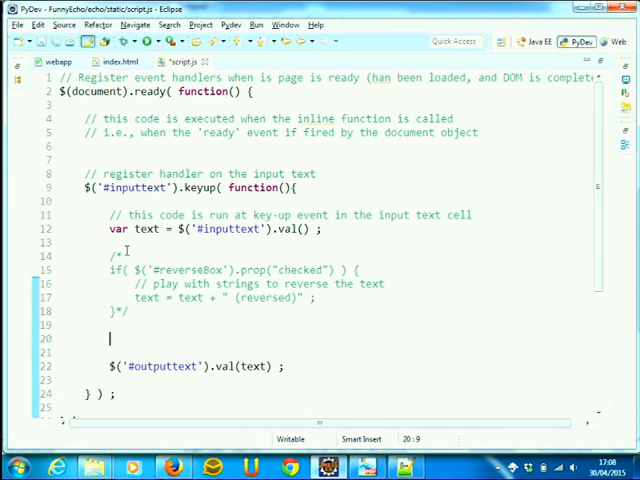 PyDev - FunnyEcho/echo/static/script.js - Eclipse
File Edit Source Refactor Navigate Search Project Pydev Run Window Help
Quick Access Java EE PyDev Web
webapp index.html *script.js
1 // Register event handlers when is page is ready (han been loaded, and DOM is complete
2 $(document).ready( function() {
3
4 // this code is executed when the inline function is called
5 // i.e., when the 'ready' event if fired by the document object
6
7
8 // register handler on the input text
9 $('#inputtext').keyup( function(){
10
11 // this code is run at key-up event in the input text cell
12 var text = $('#inputtext').val() ;
13
14 /*
15 if( $('#reverseBox').prop("checked") ) {
16 // play with strings to reverse the text
17 text = text + " (reversed)" ;
18 }*/
19
20
21
22 $('#outputtext').val(text) ;
23
24 } ) ;
25
Writable Smart Insert 20 : 9
17:08
30/04/2015